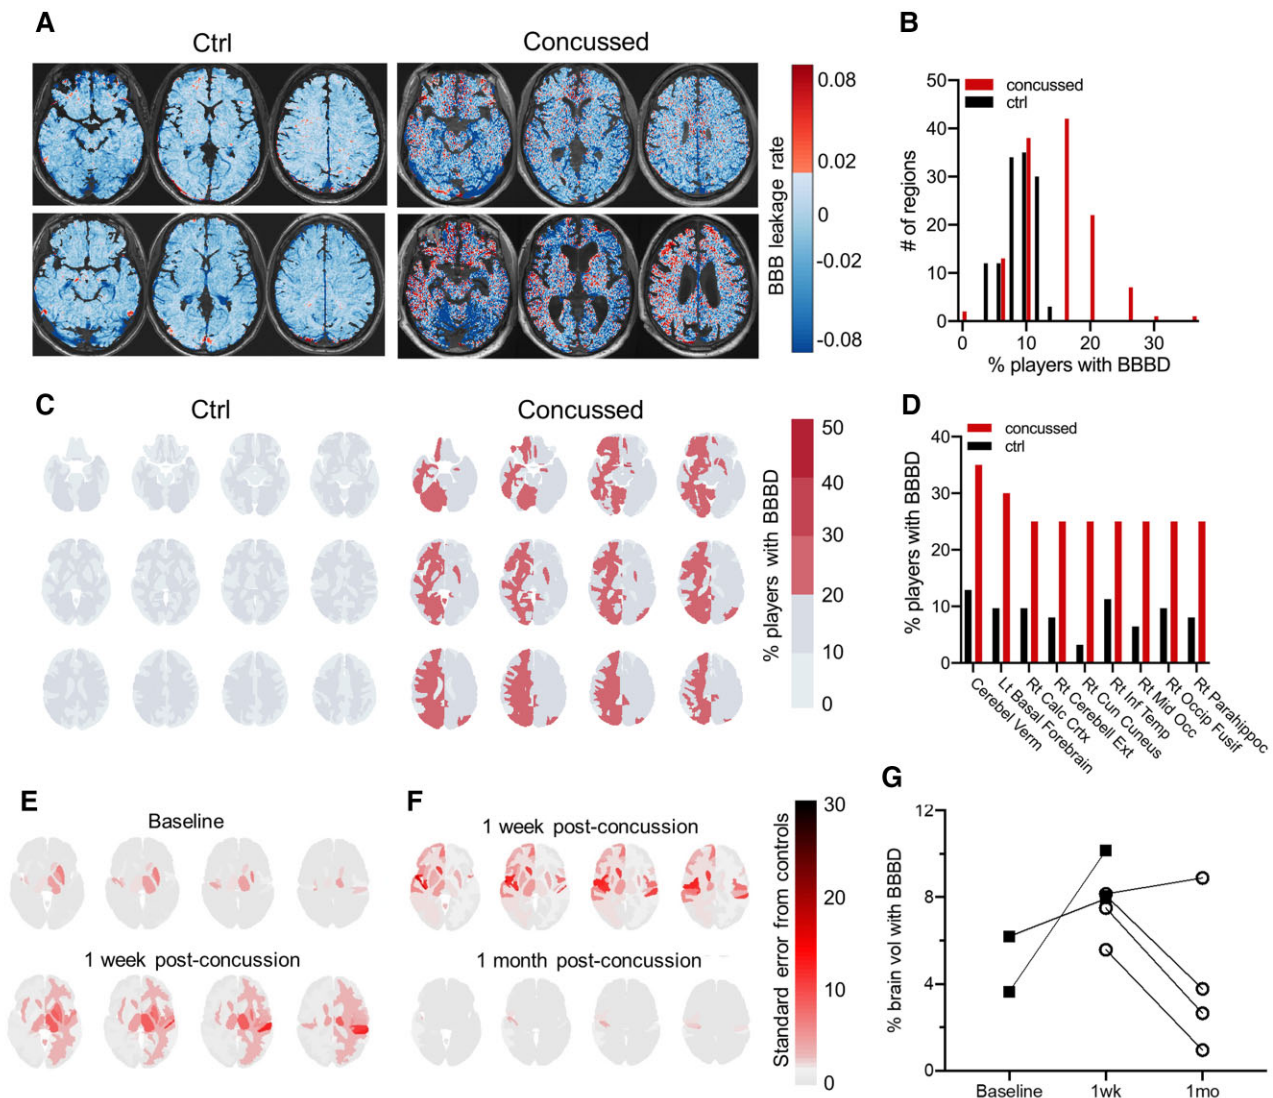 A
Ctrl
Concussed
0.08
0.02
0
-0.02
-0.08
BBB leakage rate
B
50
40
30
20
10
0
# of regions
concussed
ctrl
0
10
20
30
% players with BBBD
C
Ctrl
Concussed
50
40
30
20
10
0
% players with BBBD
D
40
30
20
10
0
% players with BBBD
concussed
ctrl
Cerebel Verm
Lt Basal Forebrain
Rt Calc Crtx
Rt Cerebell Ext
Rt Cun Cuneus
Rt Inf Temp
Rt Mid Occ
Rt Occip Fusif
Rt Parahippoc
E
Baseline
1 week post-concussion
F
1 week post-concussion
1 month post-concussion
30
20
10
0
Standard error from controls
G
12
8
4
0
% brain vol with BBBD
Baseline
1wk
1mo